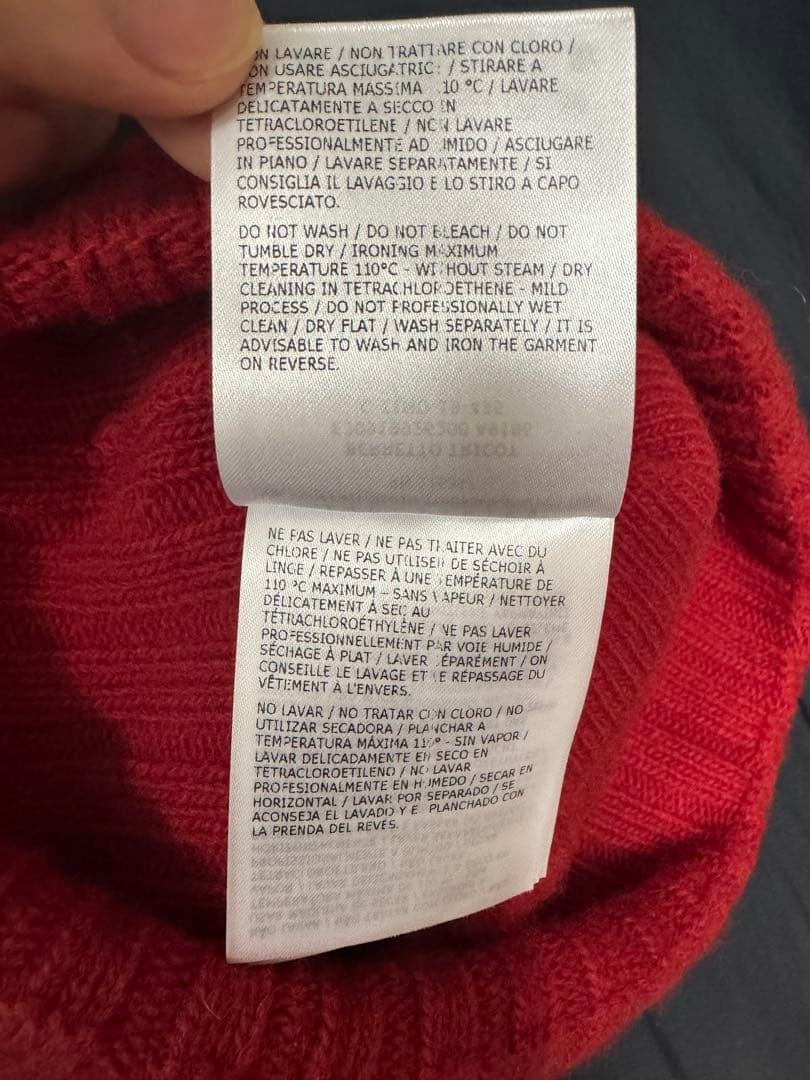 LAVARE / NON TRATTARE CON CLORO /
USARE ASCIUGATRIC / STIRARE A
TEMPERATURA MASSIMA 10 °C / LAVARE
DELICATAMENTE A SECCO IN
TETRACLOROETILENE / NON LAVARE
PROFESSIONALMENTE AD UMIDO / ASCIUGARE
IN PIANO / LAVARE SEPARATAMENTE / SI
CONSIGLIA IL LAVAGGIO E LO STIRO A CAPO
ROVESCIATO.
DO NOT WASH / DO NOT BLEACH / DO NOT
TUMBLE DRY / IRONING MAXIMUM
TEMPERATURE 110°C - WITHOUT STEAM / DRY
CLEANING IN TETRACHLOROETHENE - MILD
PROCESS / DO NOT PROFESSIONALLY WET
CLEAN / DRY FLAT / WASH SEPARATELY / IT IS
ADVISABLE TO WASH AND IRON THE GARMENT
ON REVERSE.
NE PAS LAVER / NE PAS TRAITER AVEC DU
CHLORE / NE PAS UTILISER DE SÉCHOIR À
LINGE / REPASSER À UNE TEMPÉRATURE DE
110 °C MAXIMUM – SANS VAPEUR / NETTOYER
DÉLICATEMENT À SEC AU
TÉTRACHLOROÉTHYLÈNE / NE PAS LAVER
PROFESSIONNELLEMENT PAR VOIE HUMIDE /
SÉCHAGE À PLAT / LAVER SÉPARÉMENT / ON
CONSEILLE LE LAVAGE ET LE RÉPASSAGE DU
VÊTEMENT À L'ENVERS.
NO LAVAR / NO TRATAR CON CLORO / NO
UTILIZAR SECADORA / PLANCHAR A
TEMPERATURA MÁXIMA 110° - SIN VAPOR /
LAVAR DELICADAMENTE EN SECO EN
TETRACLOROETILENO / NO LAVAR
PROFESIONALMENTE EN HÚMEDO / SECAR EN
HORIZONTAL / LAVAR POR SEPARADO / SE
ACONSEJA EL LAVADO Y EL PLANCHADO CON
LA PRENDA DEL REVÉS.